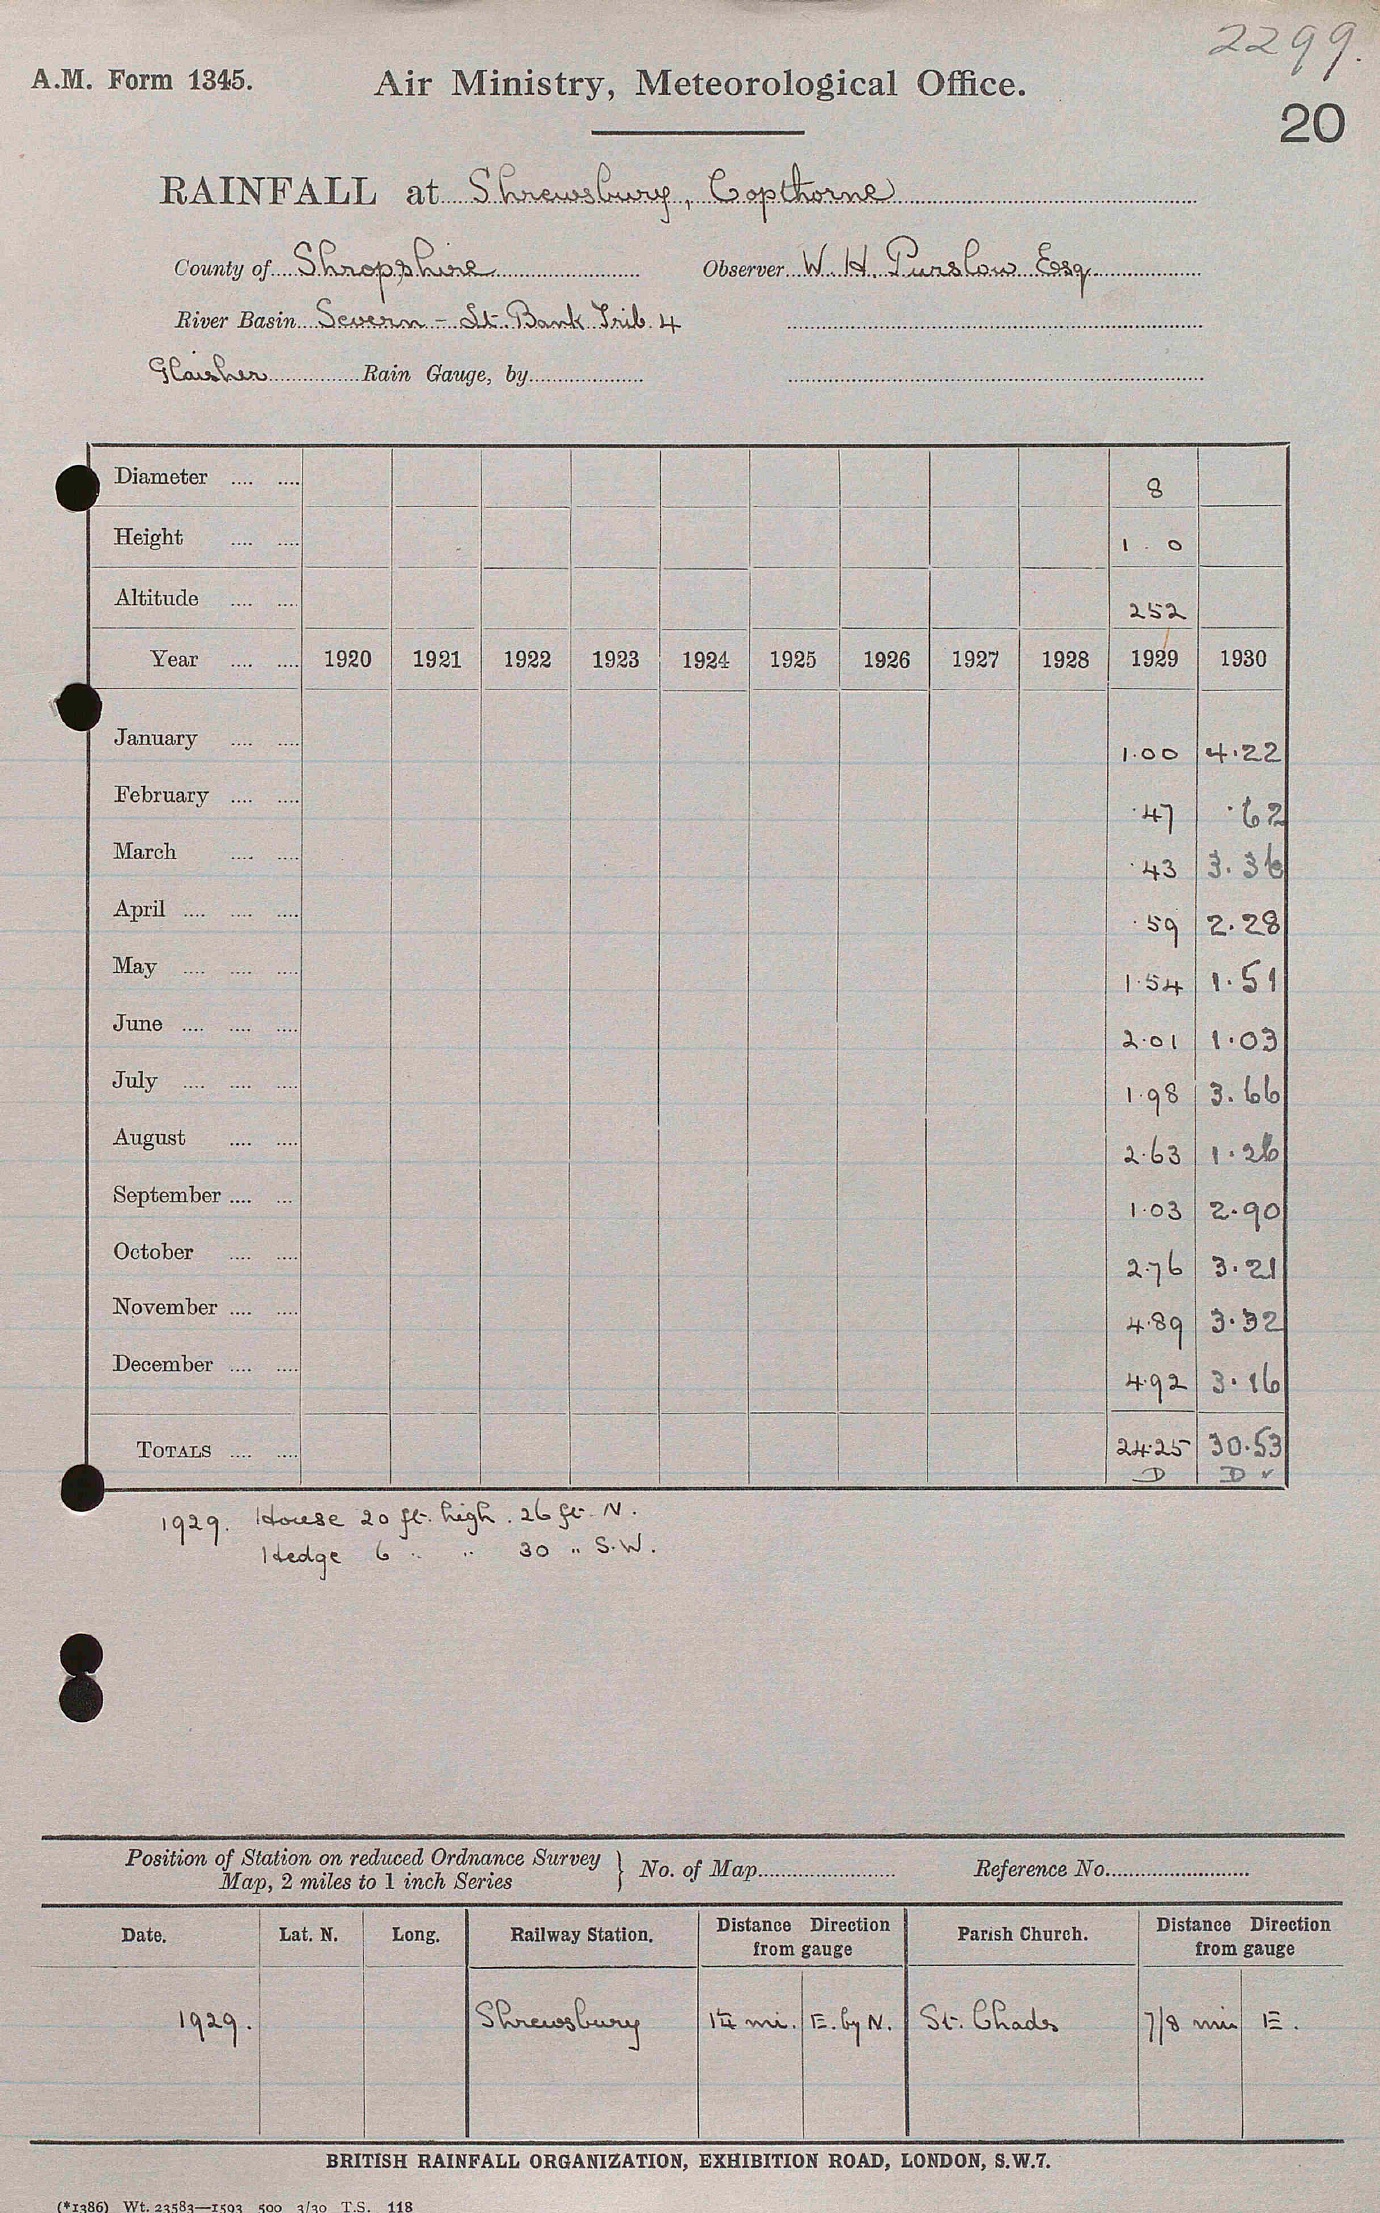 2299.
A.M. Form 1345. Air Ministry, Meteorological Office.
20
RAINFALL at Shrewsbury, Copthorne
County of Shropshire Observer W. H. Purslow Esq.
River Basin Severn - Lt. Bank Trib. 4
Glaisher Rain Gauge, by
Diameter .... .... 8
Height .... .... 1 . 0
Altitude .... .... 252
Year .... .... 1920 1921 1922 1923 1924 1925 1926 1927 1928 1929 1930
January .... .... 1.00 4.22
February .... .... .47 .62
March .... .... .43 3.36
April .... .... .... .59 2.28
May .... .... .... 1.54 1.51
June .... .... .... 2.01 1.03
July .... .... .... 1.98 3.66
August .... .... 2.63 1.26
September .... .... 1.03 2.90
October .... .... 2.76 3.21
November .... .... 4.89 3.32
December .... .... 4.92 3.16
TOTALS .... .... 24.25 30.53
D D ✓
1929. House 20 ft. high. 26 ft. N.
Hedge 6 " " 30 " S.W.
Position of Station on reduced Ordnance Survey Map, 2 miles to 1 inch Series } No. of Map Reference No.
Date. Lat. N. Long. Railway Station. Distance Direction from gauge Parish Church. Distance Direction from gauge
1929. Shrewsbury 1¼ mi. E. by N. St. Chads 7/8 mi E.
BRITISH RAINFALL ORGANIZATION, EXHIBITION ROAD, LONDON, S.W.7.
(*1386) Wt. 23583—1593 500 3/30 T.S. 118